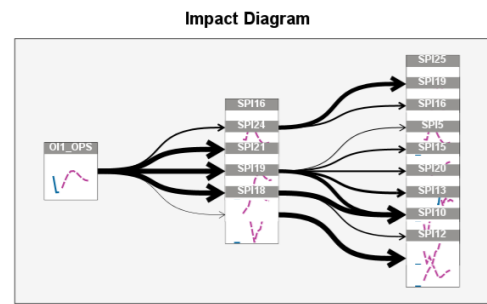 Impact Diagram
OI1_OPS
SPI16
SPI24
SPI21
SPI19
SPI18
SPI25
SPI19
SPI16
SPI5
SPI15
SPI20
SPI13
SPI10
SPI12